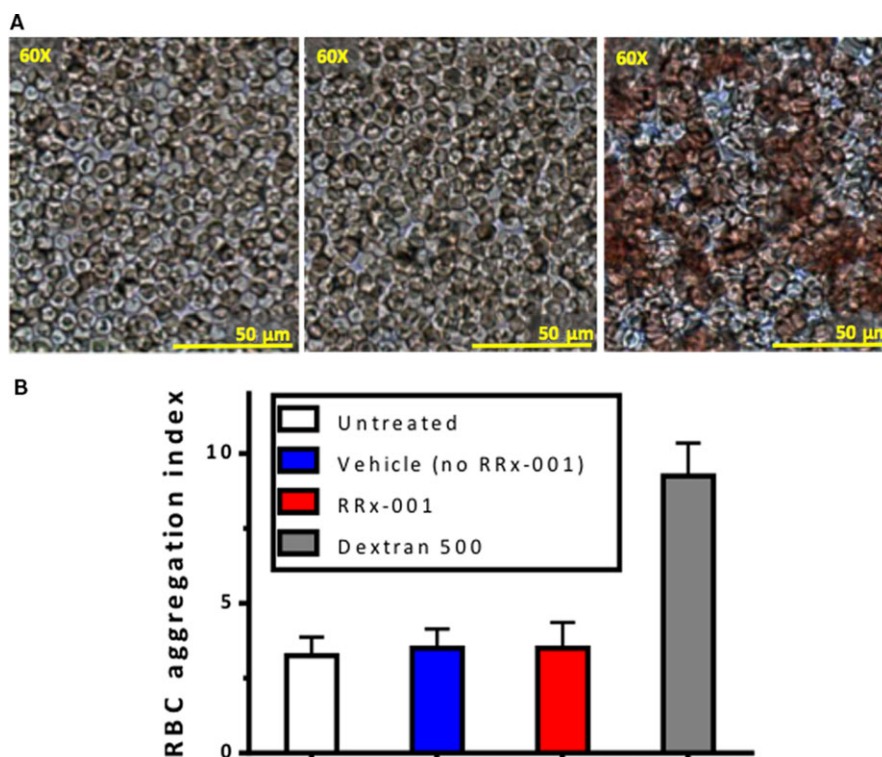 A
60X
60X
60X
50 µm
50 µm
50 µm
B
RBC aggregation index
10
5
0
Untreated
Vehicle (no RRx-001)
RRx-001
Dextran 500